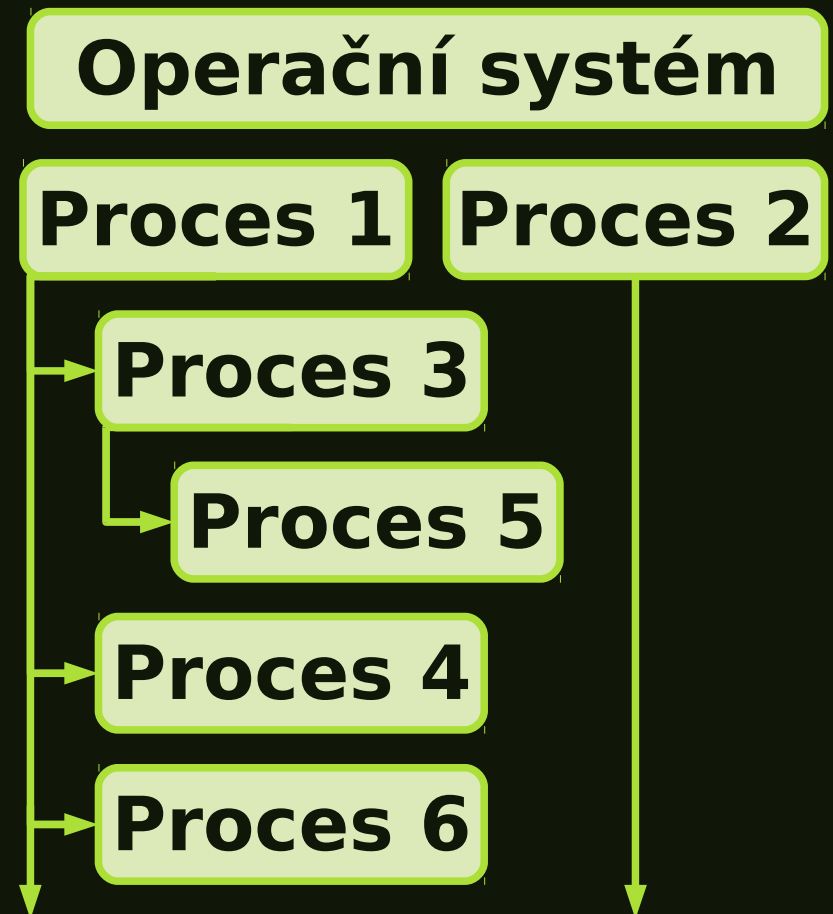 Operační systém
Proces 1
Proces 2
Proces 3
Proces 5
Proces 4
Proces 6